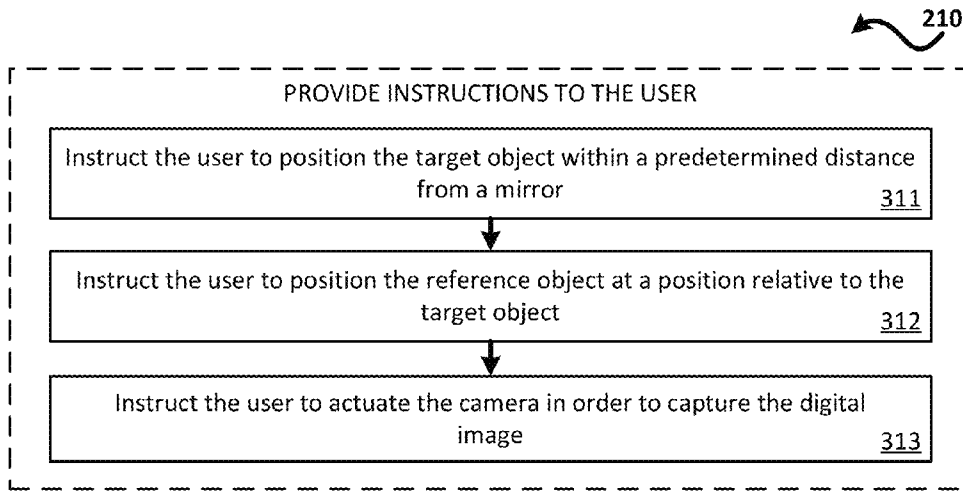 210
PROVIDE INSTRUCTIONS TO THE USER
Instruct the user to position the target object within a predetermined distance
from a mirror
311
Instruct the user to position the reference object at a position relative to the
target object
312
Instruct the user to actuate the camera in order to capture the digital
image
313